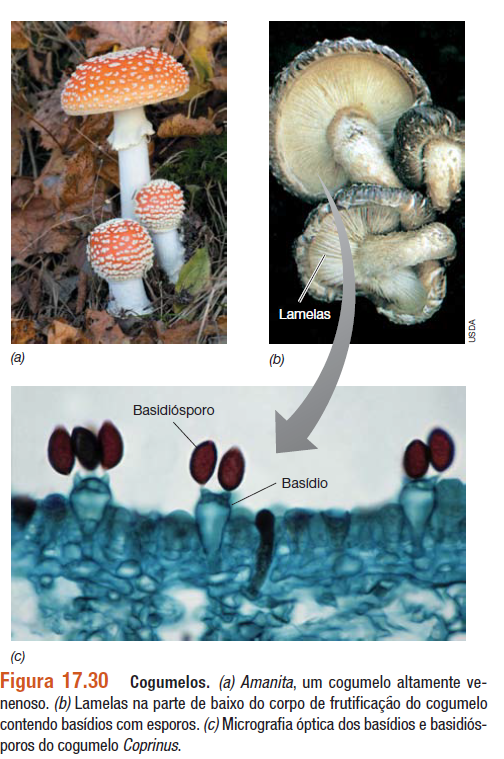 Lamelas
USDA
(a)
(b)
Basidiósporo
Basídio
(c)
Figura 17.30 Cogumelos. (a) Amanita, um cogumelo altamente ve-
nenoso. (b) Lamelas na parte de baixo do corpo de frutificação do cogumelo
contendo basídios com esporos. (c) Micrografia óptica dos basídios e basidiós-
poros do cogumelo Coprinus.